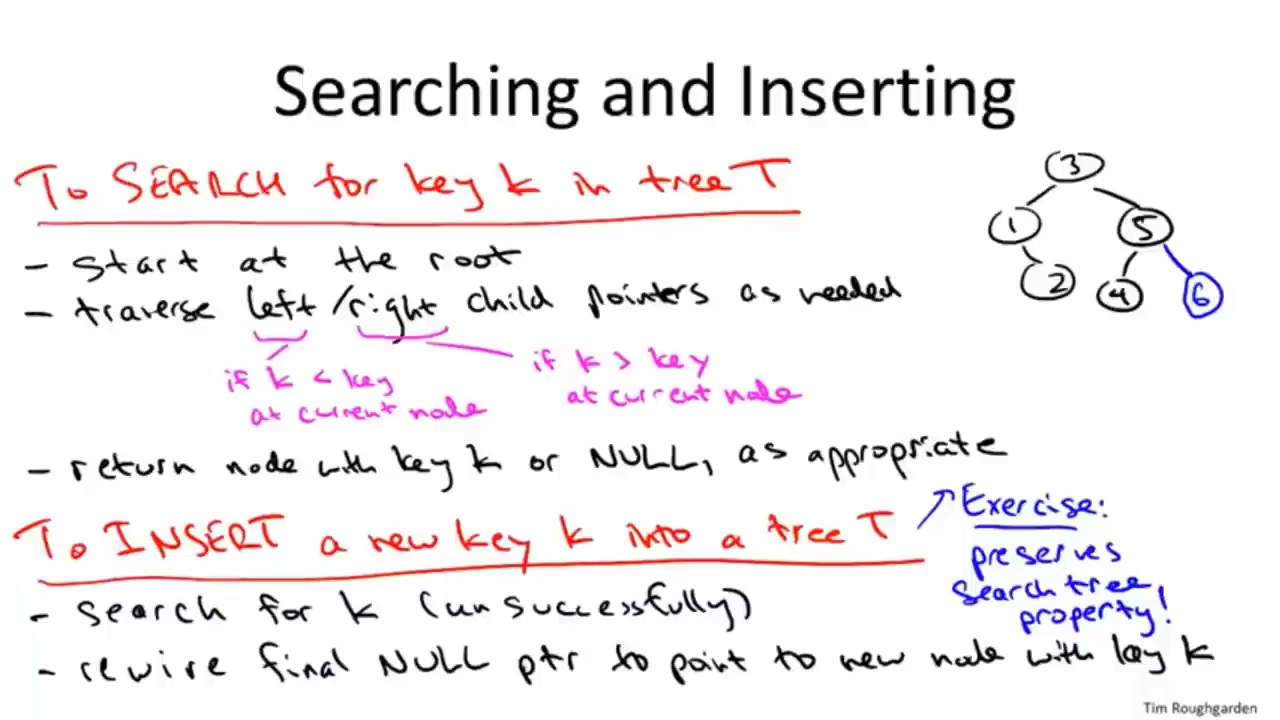 Searching and Inserting
To SEARCH for key k in tree T
- start at the root
- traverse left/right child pointers as needed
if k < key
at current node
if k > key
at current node
- return node with key k or NULL, as appropriate
3
1 5
2 4 6
To INSERT a new key k into a tree T
- search for k (unsuccessfully)
- rewire final NULL ptr to point to new node with key k
Exercise:
preserves
search tree
property!
Tim Roughgarden